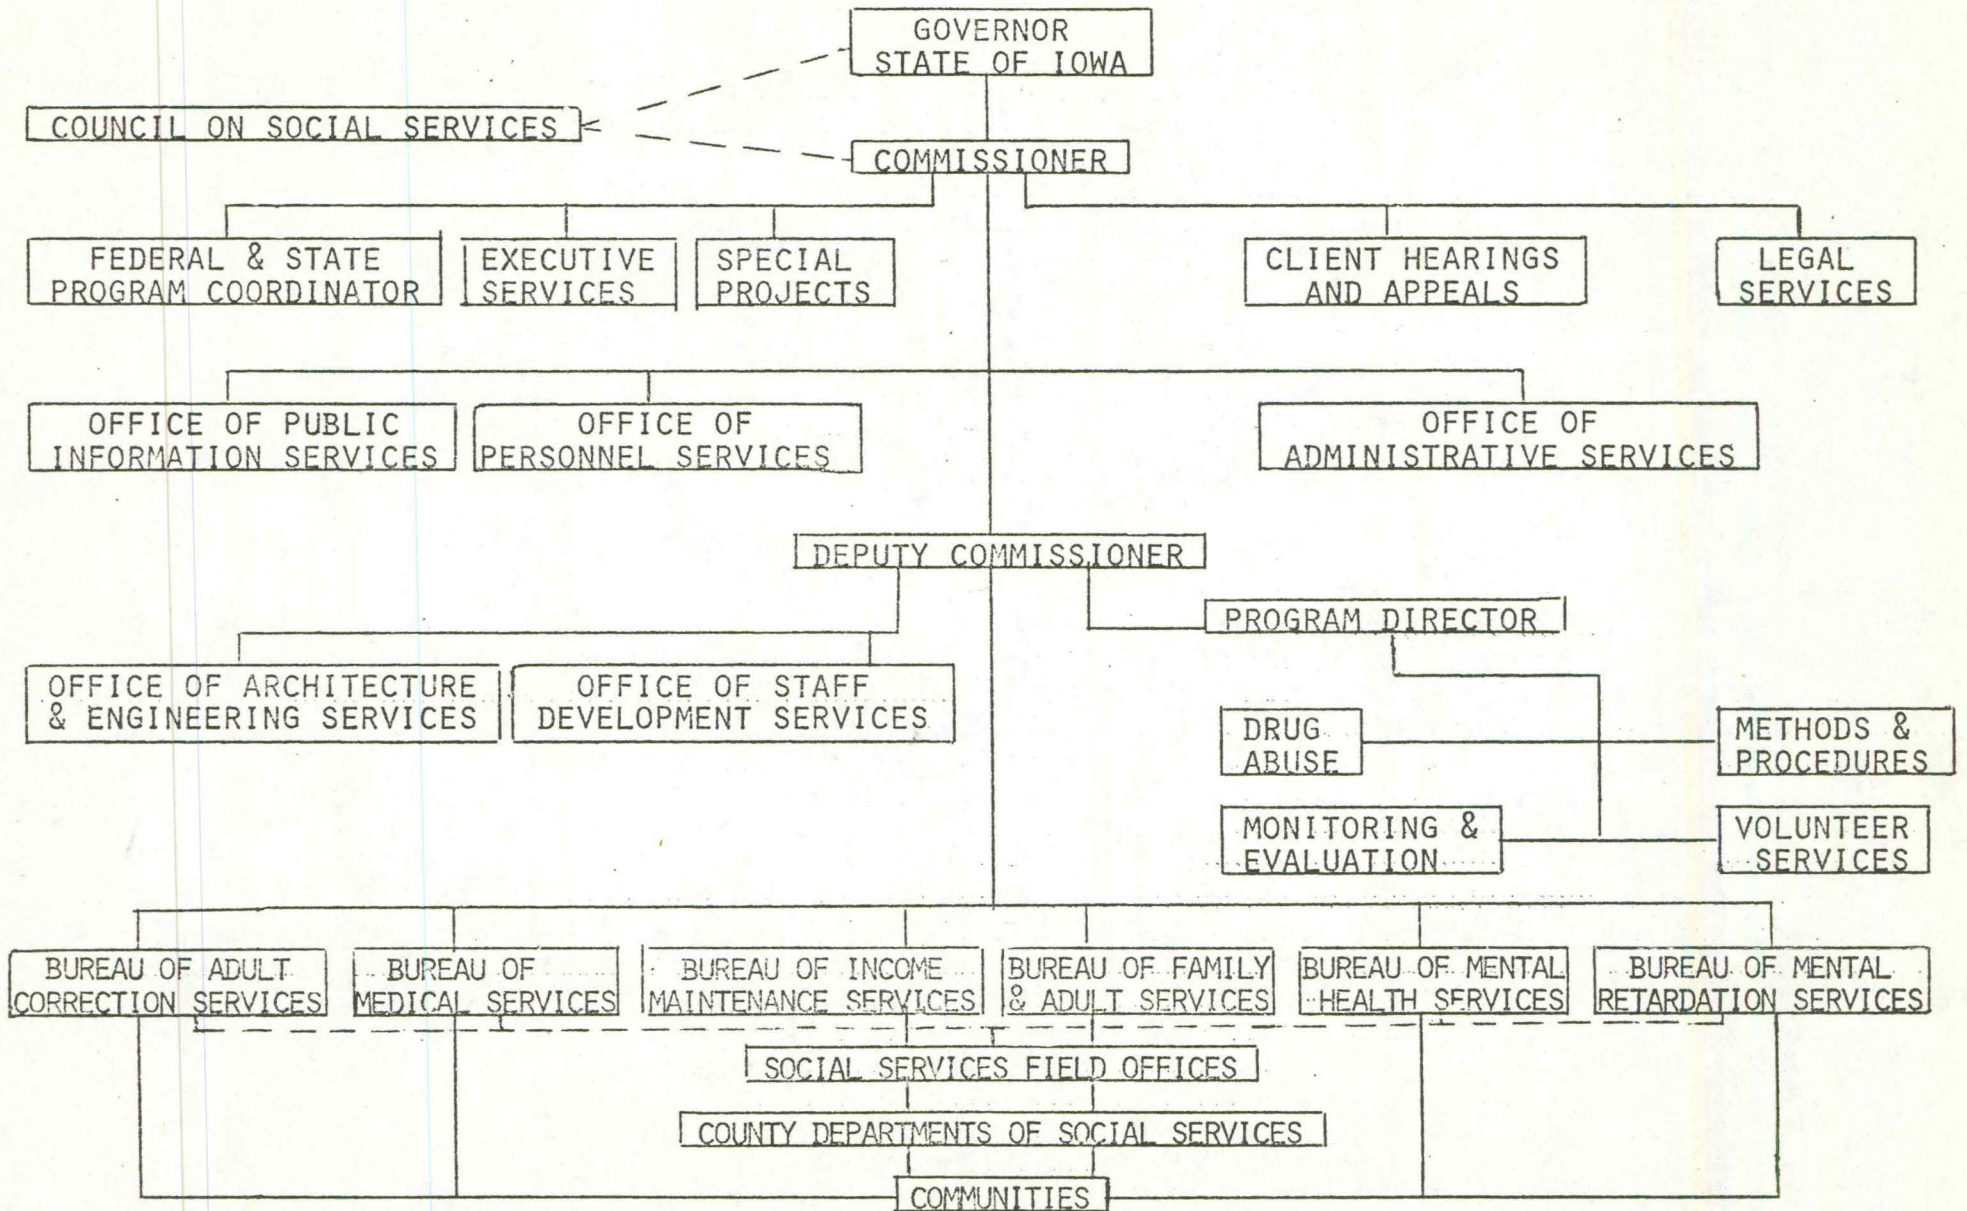 GOVERNOR
STATE OF IOWA
COUNCIL ON SOCIAL SERVICES
COMMISSIONER
FEDERAL & STATE
PROGRAM COORDINATOR
EXECUTIVE
SERVICES
SPECIAL
PROJECTS
CLIENT HEARINGS
AND APPEALS
LEGAL
SERVICES
OFFICE OF PUBLIC
INFORMATION SERVICES
OFFICE OF
PERSONNEL SERVICES
OFFICE OF
ADMINISTRATIVE SERVICES
DEPUTY COMMISSIONER
PROGRAM DIRECTOR
OFFICE OF ARCHITECTURE
& ENGINEERING SERVICES
OFFICE OF STAFF
DEVELOPMENT SERVICES
DRUG
ABUSE
METHODS &
PROCEDURES
MONITORING &
EVALUATION
VOLUNTEER
SERVICES
BUREAU OF ADULT
CORRECTION SERVICES
BUREAU OF
MEDICAL SERVICES
BUREAU OF INCOME
MAINTENANCE SERVICES
BUREAU OF FAMILY
& ADULT SERVICES
BUREAU OF MENTAL
HEALTH SERVICES
BUREAU OF MENTAL
RETARDATION SERVICES
SOCIAL SERVICES FIELD OFFICES
COUNTY DEPARTMENTS OF SOCIAL SERVICES
COMMUNITIES